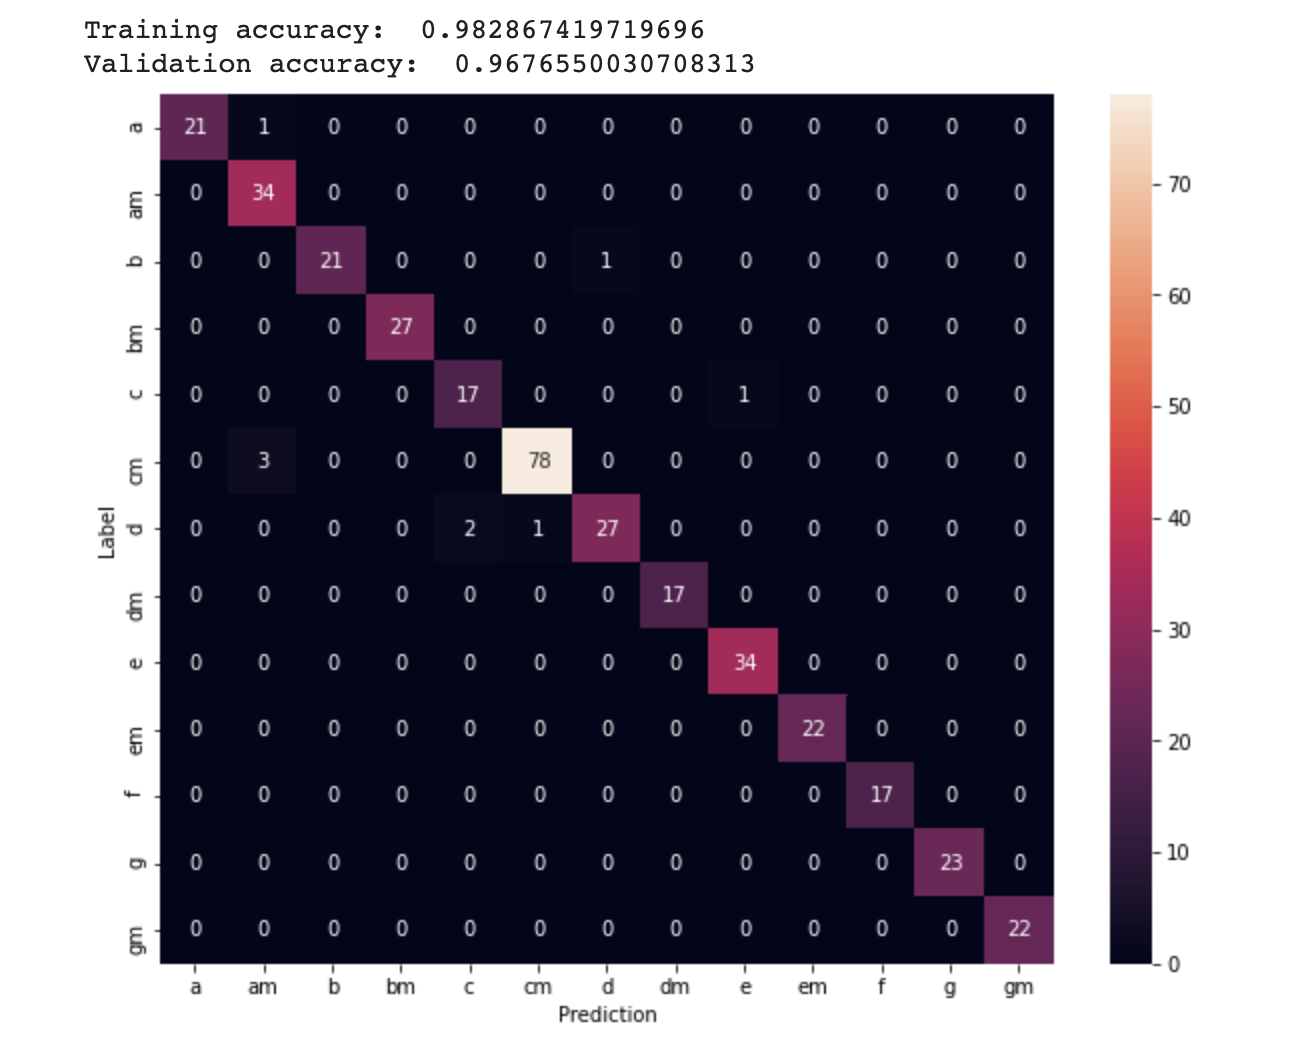 Training accuracy:  0.982867419719696
Validation accuracy:  0.9676550030708313
a 21 1 0 0 0 0 0 0 0 0 0 0 0
am 0 34 0 0 0 0 0 0 0 0 0 0 0
b 0 0 21 0 0 0 1 0 0 0 0 0 0
bm 0 0 0 27 0 0 0 0 0 0 0 0 0
c 0 0 0 0 17 0 0 0 1 0 0 0 0
cm 0 3 0 0 0 78 0 0 0 0 0 0 0
d 0 0 0 0 2 1 27 0 0 0 0 0 0
dm 0 0 0 0 0 0 0 17 0 0 0 0 0
e 0 0 0 0 0 0 0 0 34 0 0 0 0
em 0 0 0 0 0 0 0 0 0 22 0 0 0
f 0 0 0 0 0 0 0 0 0 0 17 0 0
g 0 0 0 0 0 0 0 0 0 0 0 23 0
gm 0 0 0 0 0 0 0 0 0 0 0 0 22
a am b bm c cm d dm e em f g gm
Prediction
Label
70
60
50
40
30
20
10
0